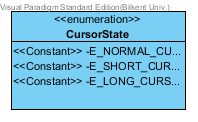 Visual Paradigm Standard Edition(Bilkent Univ.)
<<enumeration>>
CursorState
<<Constant>> -E_NORMAL_CU...
<<Constant>> -E_SHORT_CUR...
<<Constant>> -E_LONG_CURS...